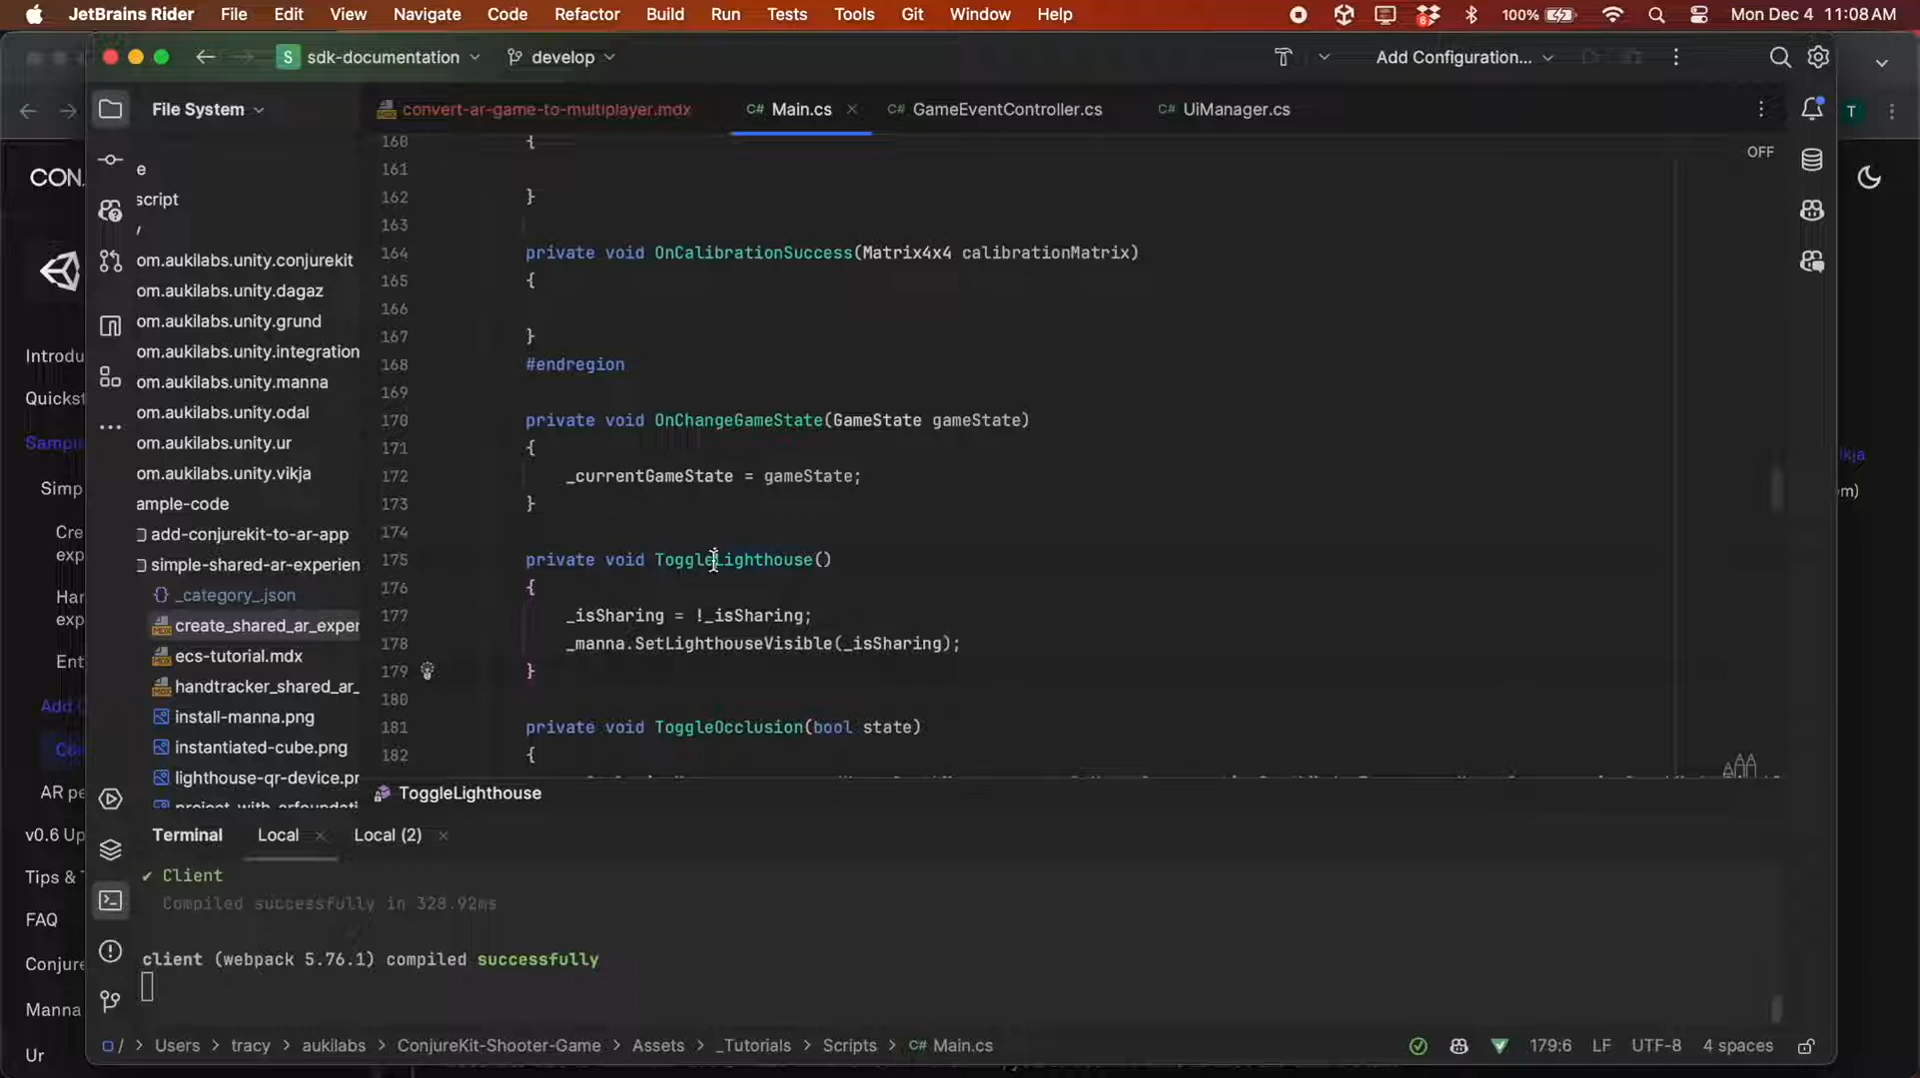 JetBrains Rider File Edit View Navigate Code Refactor Build Run Tests Tools Git Window Help 6 100% Mon Dec 4 11:08 AM
S sdk-documentation develop Add Configuration...
File System convert-ar-game-to-multiplayer.mdx C# Main.cs C# GameEventController.cs C# UiManager.cs T
OFF
CON
e
script
om.aukilabs.unity.conjurekit
om.aukilabs.unity.dagaz
om.aukilabs.unity.grund
om.aukilabs.unity.integration
om.aukilabs.unity.manna
om.aukilabs.unity.odal
om.aukilabs.unity.ur
om.aukilabs.unity.vikja
ample-code
add-conjurekit-to-ar-app
simple-shared-ar-experien
{} _category_.json
create_shared_ar_exper
ecs-tutorial.mdx
handtracker_shared_ar_
install-manna.png
instantiated-cube.png
lighthouse-qr-device.pr
Introdu
Quickst
Sampl
Simp
Cre
exp
Har
exp
Ent
Add
Co
AR pe
v0.6 Up
Tips &
FAQ
Conjure
Manna
Ur
160 {
161
162 }
163
164 private void OnCalibrationSuccess(Matrix4x4 calibrationMatrix)
165 {
166
167 }
168 #endregion
169
170 private void OnChangeGameState(GameState gameState)
171 {
172 _currentGameState = gameState;
173 }
174
175 private void ToggleLighthouse()
176 {
177 _isSharing = !_isSharing;
178 _manna.SetLighthouseVisible(_isSharing);
179 }
180
181 private void ToggleOcclusion(bool state)
182 {
kja
m)
ToggleLighthouse
Terminal Local Local (2)
✔ Client
Compiled successfully in 328.92ms
client (webpack 5.76.1) compiled successfully
/ > Users > tracy > aukilabs > ConjureKit-Shooter-Game > Assets > _Tutorials > Scripts > C# Main.cs 179:6 LF UTF-8 4 spaces